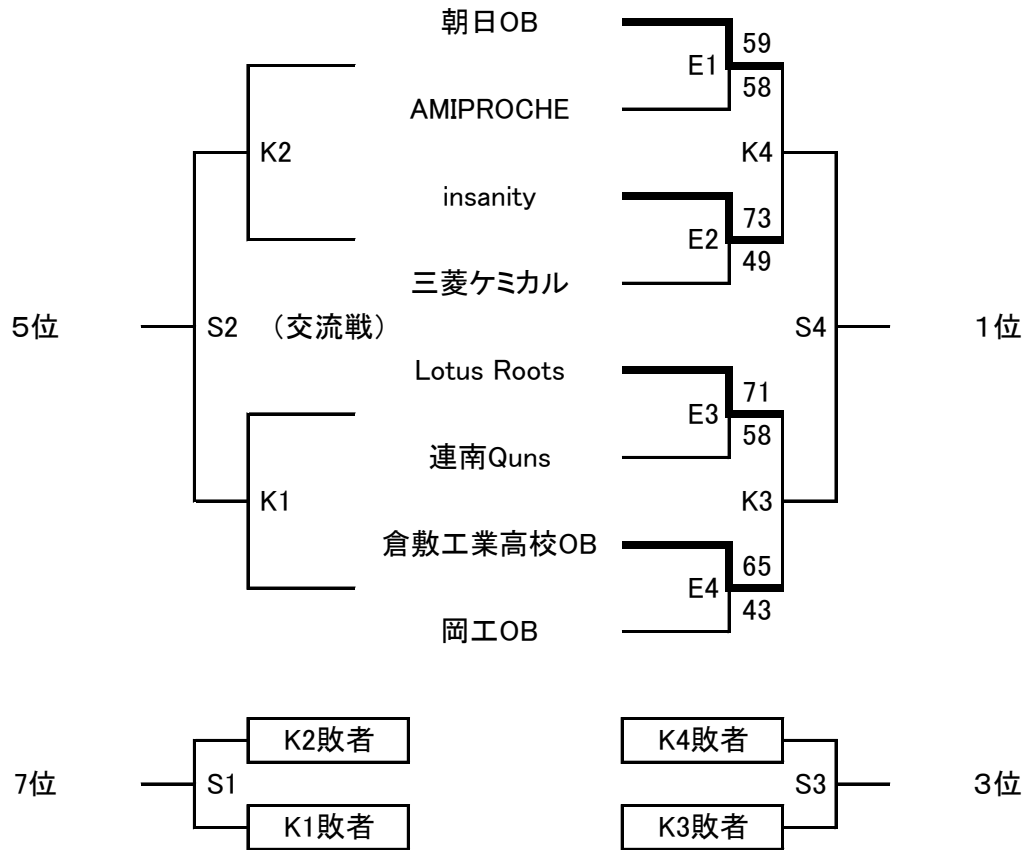 朝日OB
59
E1
58
AMIPROCHE
K2
K4
insanity
73
E2
49
三菱ケミカル
5位
S2 （交流戦）
S4
1位
Lotus Roots
71
E3
58
連南Quns
K1
K3
倉敷工業高校OB
65
E4
43
岡工OB
K2敗者
K4敗者
7位
S1
S3
3位
K1敗者
K3敗者